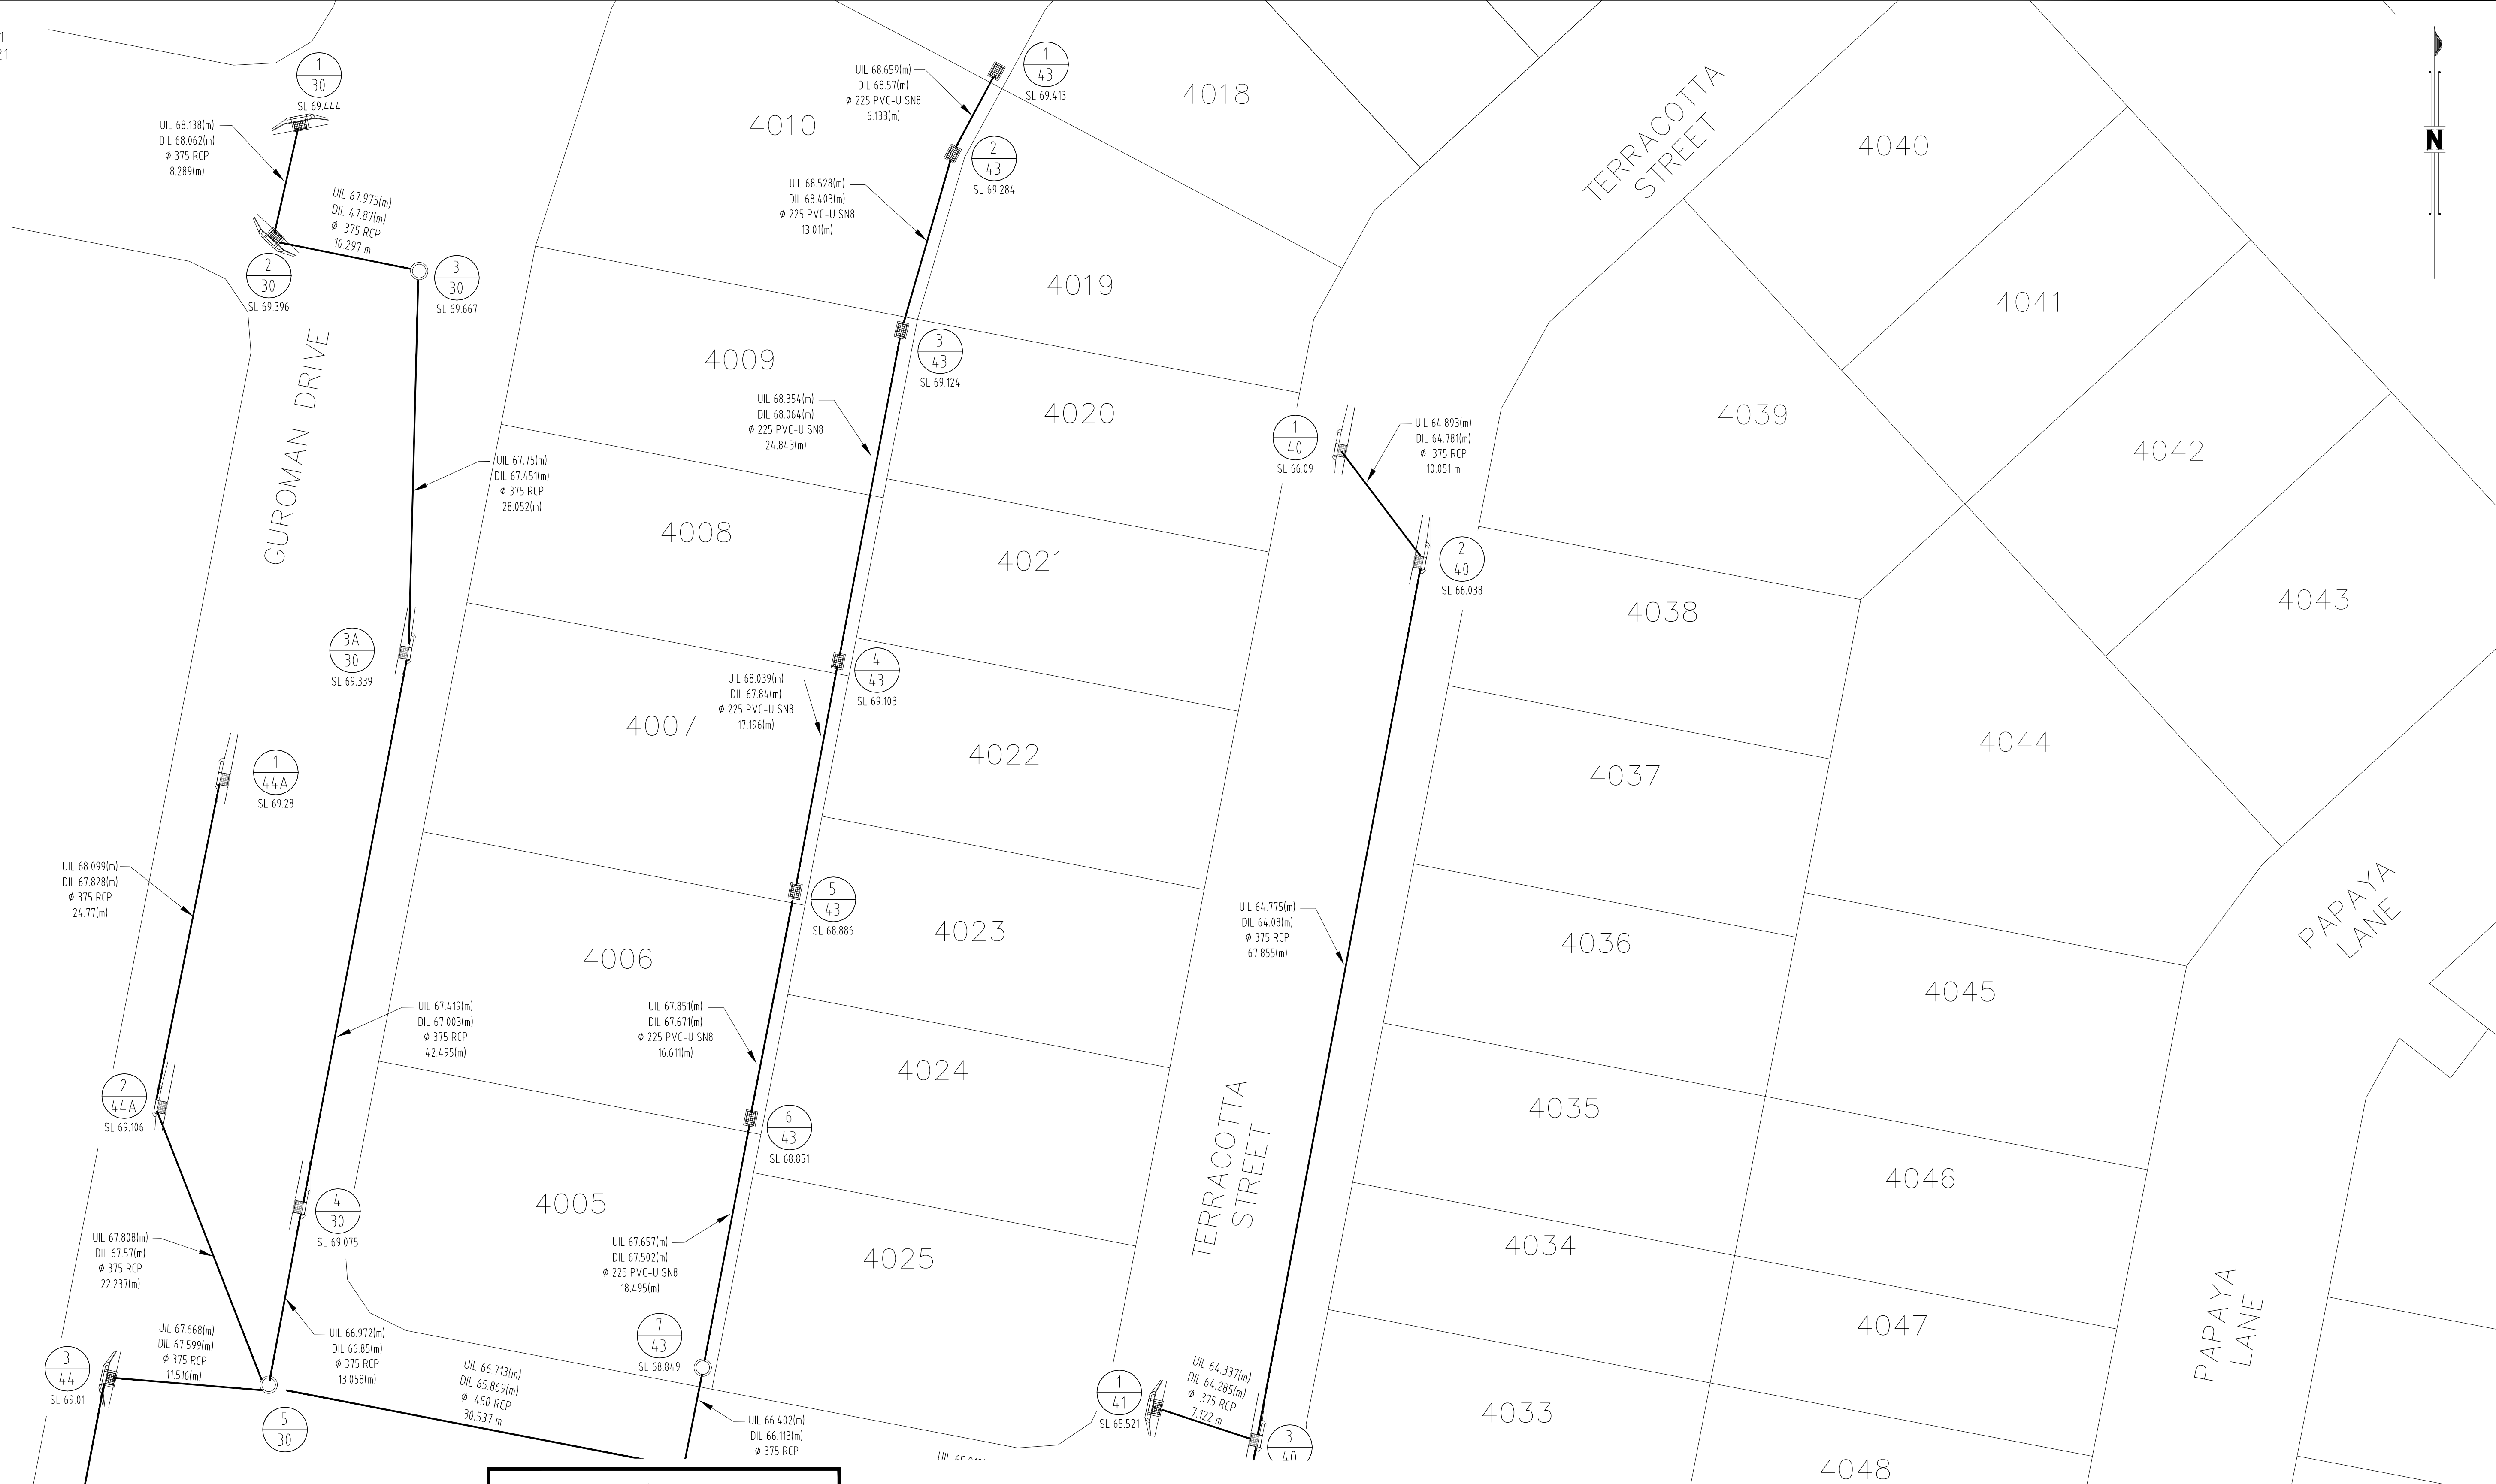 1
21
1
30
SL 69.444
UIL 68.138(m)
DIL 68.062(m)
ϕ 375 RCP
8.289(m)
UIL 67.975(m)
DIL 47.87(m)
ϕ 375 RCP
10.297 m
2
30
SL 69.396
3
30
SL 69.667
GUROMAN DRIVE
UIL 67.75(m)
DIL 67.451(m)
ϕ 375 RCP
28.052(m)
3A
30
SL 69.339
1
44A
SL 69.28
UIL 68.099(m)
DIL 67.828(m)
ϕ 375 RCP
24.77(m)
UIL 67.419(m)
DIL 67.003(m)
ϕ 375 RCP
42.495(m)
2
44A
SL 69.106
4
30
SL 69.075
UIL 67.808(m)
DIL 67.57(m)
ϕ 375 RCP
22.237(m)
UIL 67.668(m)
DIL 67.599(m)
ϕ 375 RCP
11.516(m)
3
44
SL 69.01
UIL 66.972(m)
DIL 66.85(m)
ϕ 375 RCP
13.058(m)
5
30
UIL 66.713(m)
DIL 65.869(m)
ϕ 450 RCP
30.537 m
UIL 68.659(m)
DIL 68.57(m)
ϕ 225 PVC-U SN8
6.133(m)
1
43
SL 69.413
4010
4018
UIL 68.528(m)
DIL 68.403(m)
ϕ 225 PVC-U SN8
13.01(m)
2
43
SL 69.284
4019
3
43
SL 69.124
4009
4020
UIL 68.354(m)
DIL 68.064(m)
ϕ 225 PVC-U SN8
24.843(m)
4008
4021
4
43
SL 69.103
UIL 68.039(m)
DIL 67.84(m)
ϕ 225 PVC-U SN8
17.196(m)
4007
4022
5
43
SL 68.886
4006
4023
UIL 67.851(m)
DIL 67.671(m)
ϕ 225 PVC-U SN8
16.611(m)
4024
6
43
SL 68.851
4005
4025
UIL 67.657(m)
DIL 67.502(m)
ϕ 225 PVC-U SN8
18.495(m)
7
43
SL 68.849
UIL 66.402(m)
DIL 66.113(m)
ϕ 375 RCP
TERRACOTTA
STREET
4040
4041
4039
4042
4043
1
40
SL 66.09
UIL 64.893(m)
DIL 64.781(m)
ϕ 375 RCP
10.051 m
2
40
SL 66.038
4038
4037
4044
PAPAYA
LANE
UIL 64.775(m)
DIL 64.08(m)
ϕ 375 RCP
67.855(m)
4036
4045
4035
4046
TERRACOTTA
STREET
4034
4047
PAPAYA
LANE
1
41
SL 65.521
UIL 64.337(m)
DIL 64.285(m)
ϕ 375 RCP
7.122 m
3
40
4033
4048
N